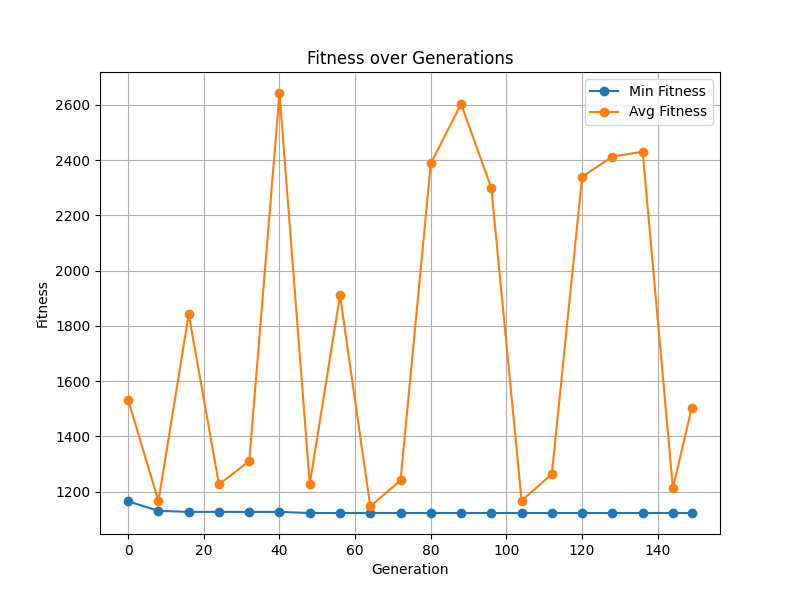 Fitness over Generations
Min Fitness
Avg Fitness
2600
2400
2200
2000
1800
1600
1400
1200
Fitness
0 20 40 60 80 100 120 140
Generation